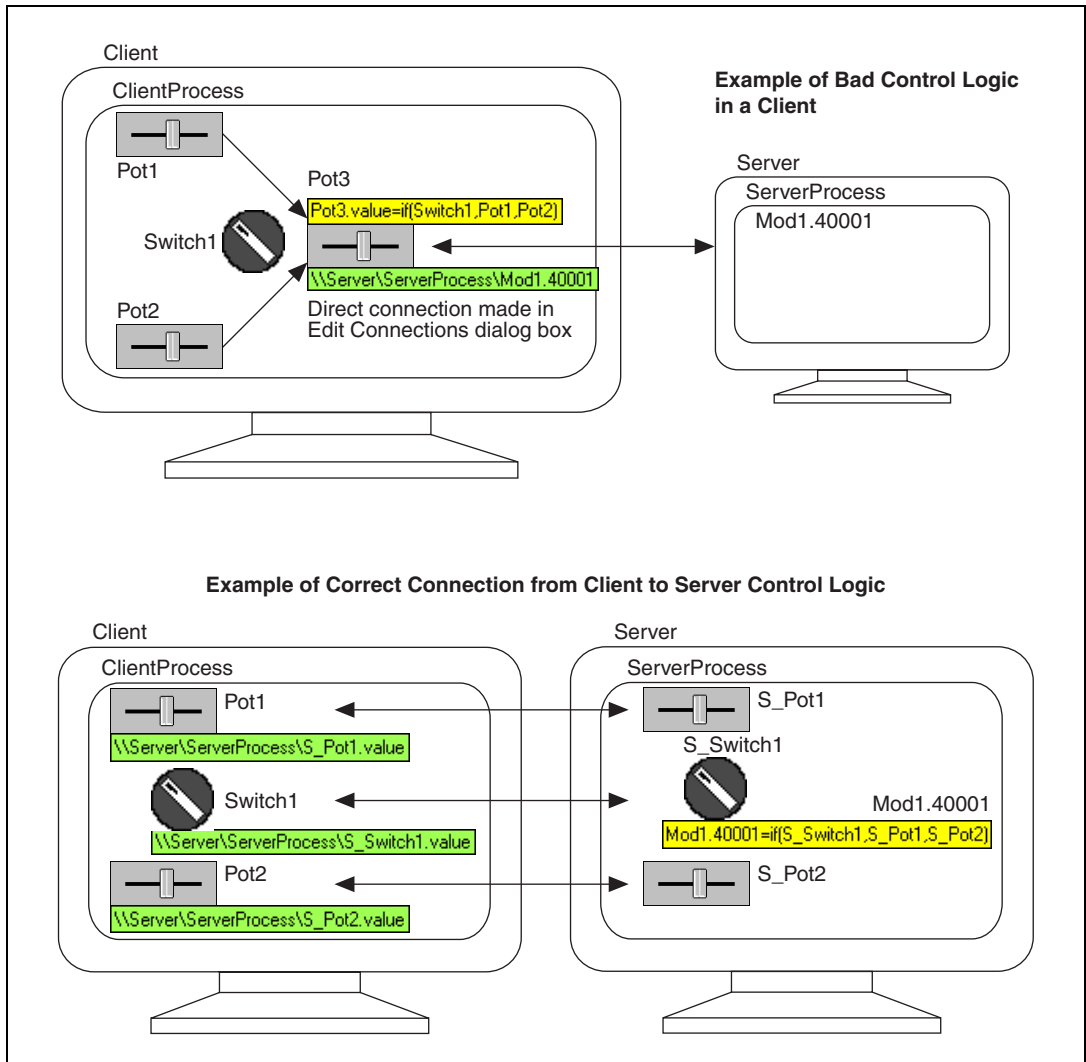 Client
ClientProcess
Pot1
Switch1
Pot2
Pot3
Pot3.value=if(Switch1,Pot1,Pot2)
\\Server\ServerProcess\Mod1.40001
Direct connection made in
Edit Connections dialog box
Example of Bad Control Logic
in a Client
Server
ServerProcess
Mod1.40001
Example of Correct Connection from Client to Server Control Logic
Client
ClientProcess
Pot1
\\Server\ServerProcess\S_Pot1.value
Switch1
\\Server\ServerProcess\S_Switch1.value
Pot2
\\Server\ServerProcess\S_Pot2.value
Server
ServerProcess
S_Pot1
S_Switch1
Mod1.40001
Mod1.40001=if(S_Switch1,S_Pot1,S_Pot2)
S_Pot2